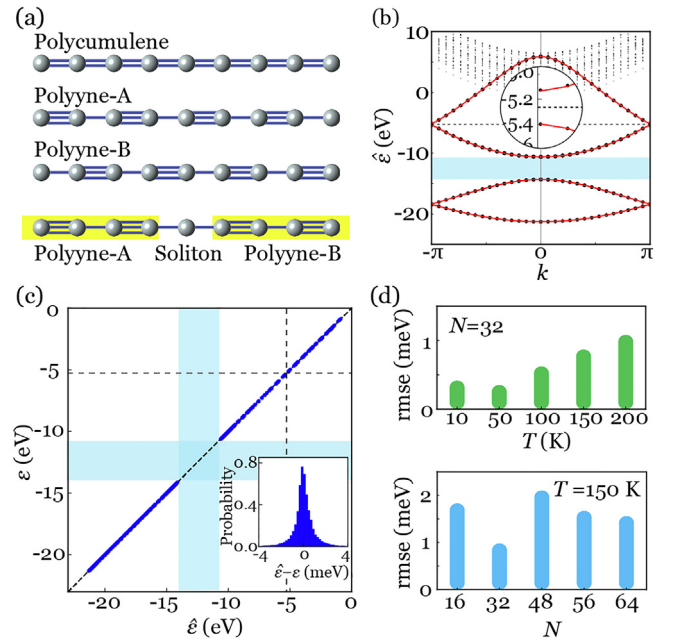 (a)
Polycumulene
Polyyne-A
Polyyne-B
Polyyne-A Soliton Polyyne-B
(b)
10
0
-10
-20
ε̂ (eV)
5.0
-5.2
-5.4
-π 0 π
k
(c)
0
-5
-10
-15
-20
ε (eV)
-20 -15 -10 -5 0
ε̂ (eV)
Probability
0.8
0.4
0.0
-4 0 4
ε̂−ε (meV)
(d)
N=32
rmse (meV)
1
0
10 50 100 150 200
T (K)
T =150 K
rmse (meV)
2
1
0
16 32 48 56 64
N